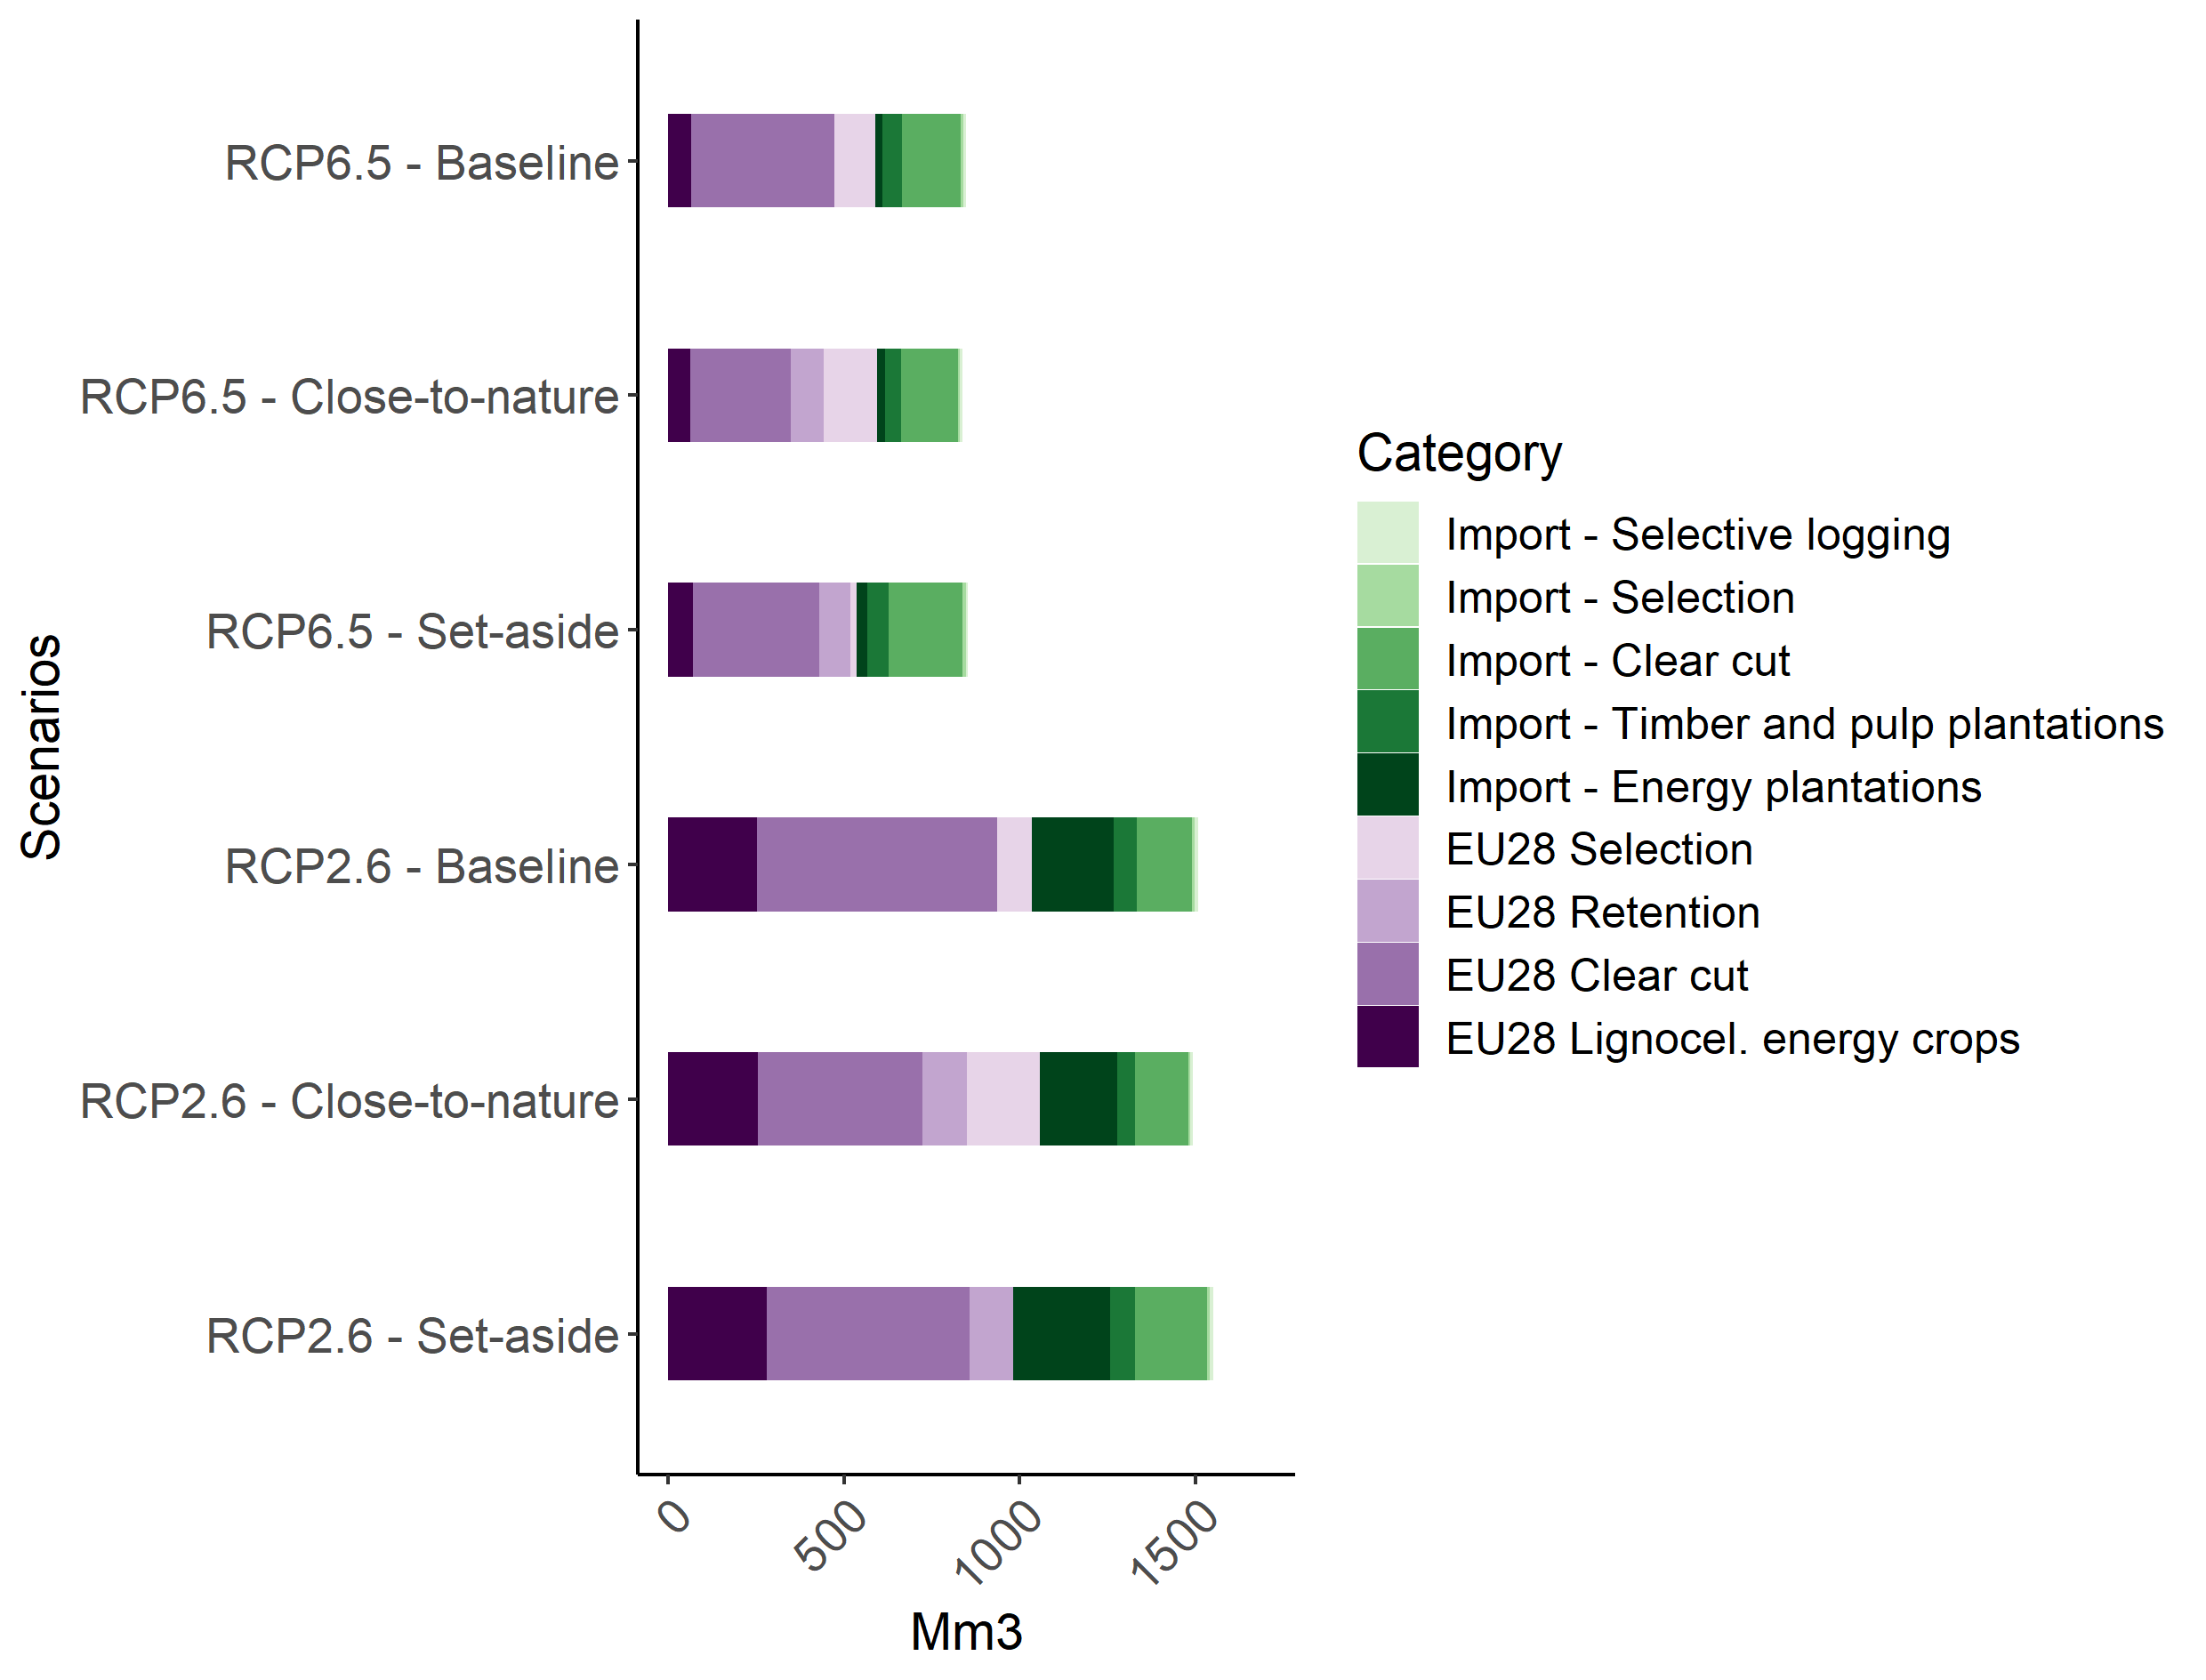 Scenarios
RCP6.5 - Baseline
RCP6.5 - Close-to-nature
RCP6.5 - Set-aside
RCP2.6 - Baseline
RCP2.6 - Close-to-nature
RCP2.6 - Set-aside
0
500
1000
1500
Mm3
Category
Import - Selective logging
Import - Selection
Import - Clear cut
Import - Timber and pulp plantations
Import - Energy plantations
EU28 Selection
EU28 Retention
EU28 Clear cut
EU28 Lignocel. energy crops